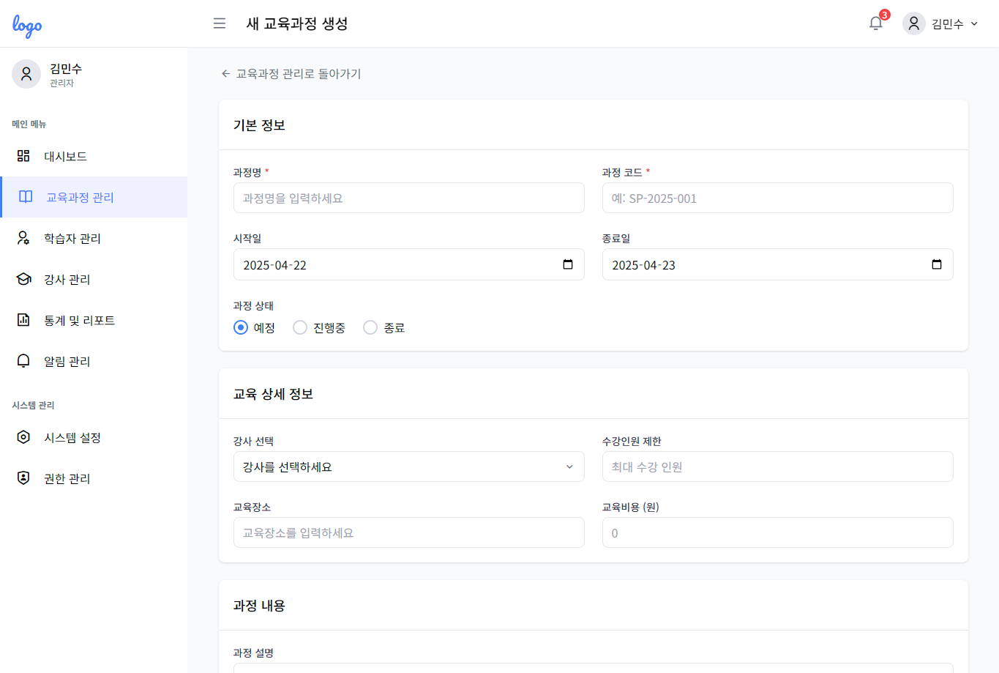 logo
새 교육과정 생성
3
김민수
김민수
관리자
메인 메뉴
대시보드
교육과정 관리
학습자 관리
강사 관리
통계 및 리포트
알림 관리
시스템 관리
시스템 설정
권한 관리
교육과정 관리로 돌아가기
기본 정보
과정명 *
과정명을 입력하세요
과정 코드 *
예: SP-2025-001
시작일
2025-04-22
종료일
2025-04-23
과정 상태
예정 진행중 종료
교육 상세 정보
강사 선택
강사를 선택하세요
수강인원 제한
최대 수강 인원
교육장소
교육장소를 입력하세요
교육비용 (원)
0
과정 내용
과정 설명